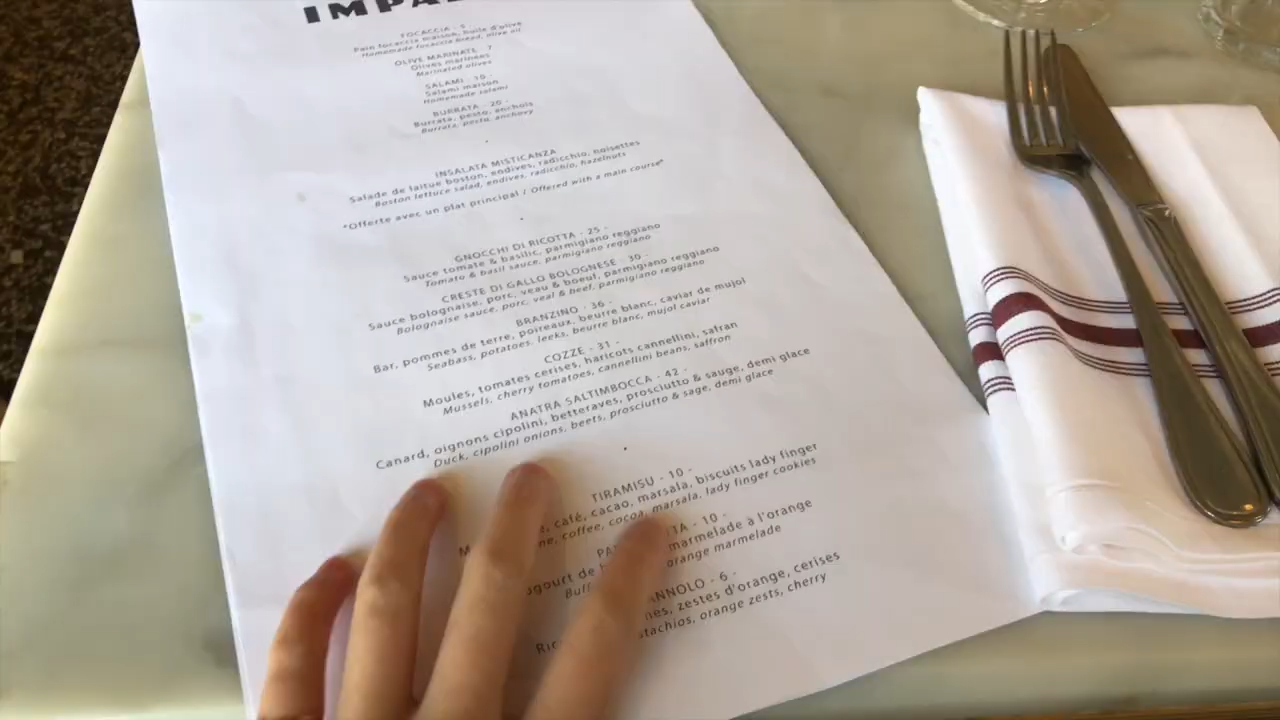 FOCACCIA - 5
Pain focaccia maison, huile d'olive
Homemade focaccia bread, olive oil
OLIVE MARINATE - 7
Olives marinées
Marinated olives
SALAMI - 10 -
Salami maison
Homemade salami
BURRATA - 20 -
Burrata, pesto, anchois
Burrata, pesto, anchovy
INSALATA MISTICANZA
Salade de laitue boston, endives, radicchio, noisettes
Boston lettuce salad, endives, radicchio, hazelnuts
*Offerte avec un plat principal / Offered with a main course*
GNOCCHI DI RICOTTA - 25 -
Sauce tomate & basilic, parmigiano reggiano
Tomato & basil sauce, parmigiano reggiano
CRESTE DI GALLO BOLOGNESE - 30 -
Sauce bolognaise, porc, veau & boeuf, parmigiano reggiano
Bolognaise sauce, porc, veal & beef, parmigiano reggiano
BRANZINO - 36 -
Bar, pommes de terre, poireaux, beurre blanc, caviar de mujol
Seabass, potatoes, leeks, beurre blanc, mujol caviar
COZZE - 31 -
Moules, tomates cerises, haricots cannellini, safran
Mussels, cherry tomatoes, cannellini beans, saffron
ANATRA SALTIMBOCCA - 42 -
Canard, oignons cipolini, betteraves, prosciutto & sauge, demi glace
Duck, cipolini onions, beets, prosciutto & sage, demi glace
TIRAMISU - 10 -
café, cacao, marsala, biscuits lady finger
coffee, cocoa, marsala, lady finger cookies
- 10 -
marmelade à l'orange
orange marmelade
- 6 -
zestes d'orange, cerises
orange zests, cherry